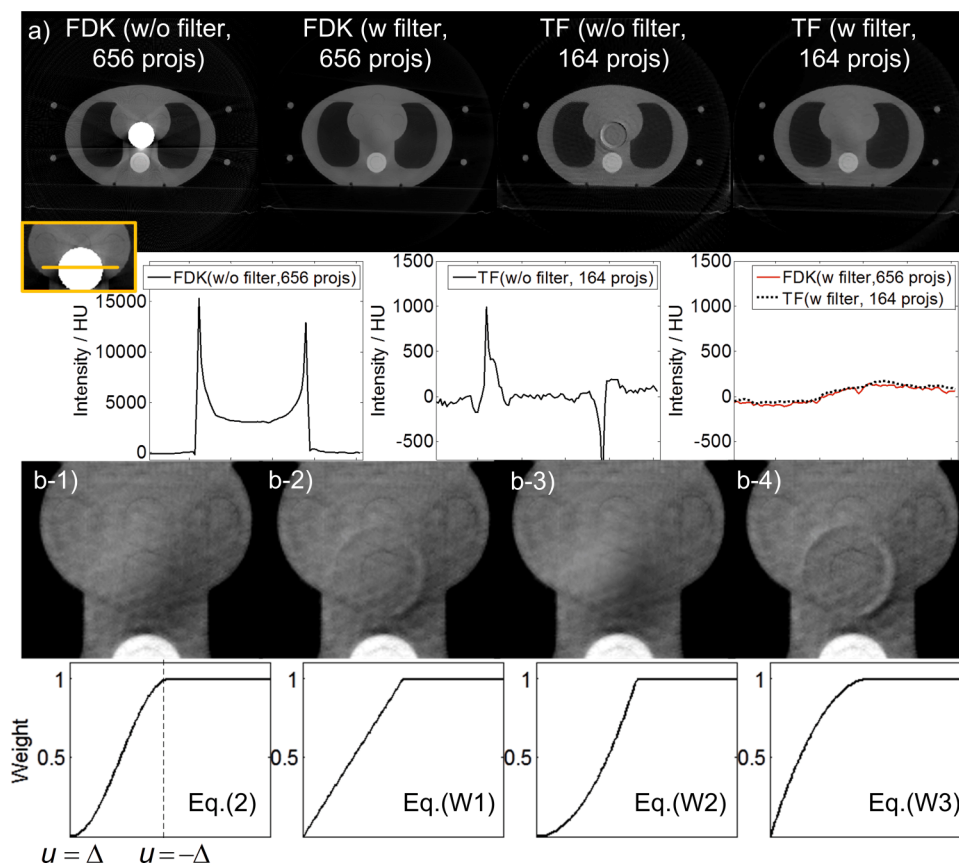 a)
FDK (w/o filter, 656 projs)
FDK (w filter, 656 projs)
TF (w/o filter, 164 projs)
TF (w filter, 164 projs)
Intensity / HU
15000
10000
5000
0
FDK(w/o filter,656 projs)
Intensity / HU
1500
1000
500
0
-500
TF(w/o filter, 164 projs)
Intensity / HU
1500
1000
500
0
-500
FDK(w filter,656 projs)
TF(w filter, 164 projs)
b-1)
b-2)
b-3)
b-4)
Weight
1
0.5
Eq.(2)
u = Δ
u = −Δ
1
0.5
Eq.(W1)
1
0.5
Eq.(W2)
1
0.5
Eq.(W3)